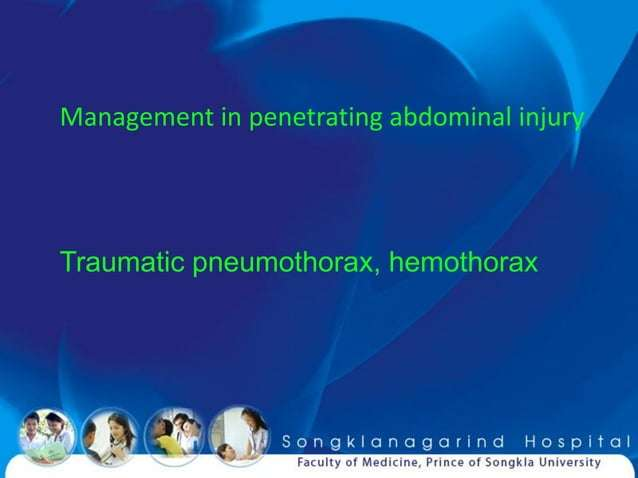 Management in penetrating abdominal injury
Traumatic pneumothorax, hemothorax
Songklanagarind Hospital
Faculty of Medicine, Prince of Songkla University